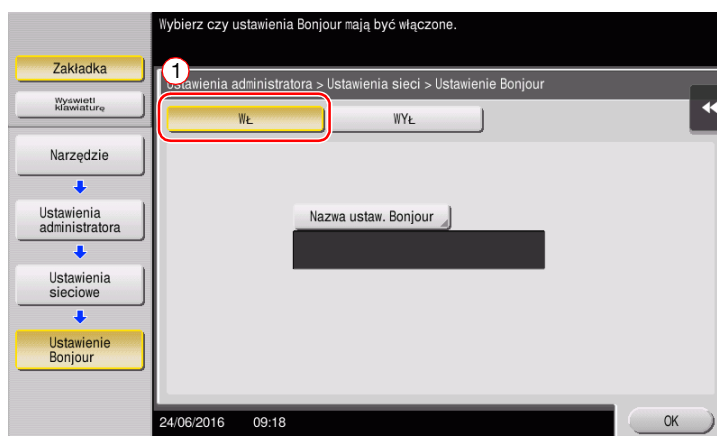 Wybierz czy ustawienia Bonjour mają być włączone.
Zakładka
Wyświetl
klawiaturę
1
Ustawienia administratora > Ustawienia sieci > Ustawienie Bonjour
WŁ
WYŁ
Narzędzie
Ustawienia
administratora
Ustawienia
sieciowe
Ustawienie
Bonjour
Nazwa ustaw. Bonjour
24/06/2016 09:18
OK